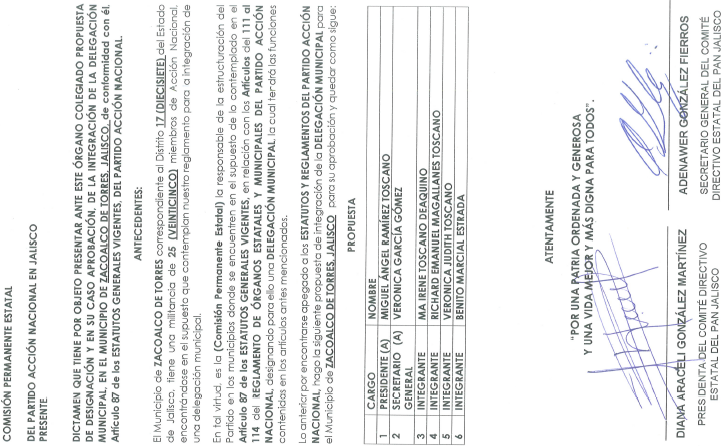 COMISIÓN PERMANENTE ESTATAL
DEL PARTIDO ACCIÓN NACIONAL EN JALISCO
PRESENTE.
DICTAMEN QUE TIENE POR OBJETO PRESENTAR ANTE ESTE ÓRGANO COLEGIADO PROPUESTA
DE DESIGNACIÓN Y EN SU CASO APROBACIÓN, DE LA INTEGRACIÓN DE LA DELEGACIÓN
MUNICIPAL, EN EL MUNICIPIO DE ZACOALCO DE TORRES, JALISCO, de conformidad con él.
Artículo 87 de los ESTATUTOS GENERALES VIGENTES, DEL PARTIDO ACCIÓN NACIONAL.
ANTECEDENTES:
El Municipio de ZACOALCO DE TORRES correspondiente al Distrito 17 (DIECISIETE) del Estado
de Jalisco, tiene una militancia de 25 (VEINTICINCO) miembros de Acción Nacional,
encontrándose en el supuesto que contemplan nuestro reglamento para a integración de
una delegación municipal.
En tal virtud, es la (Comisión Permanente Estatal) la responsable de la estructuración del
Partido en los municipios donde se encuentren en el supuesto de lo contemplado en el
Artículo 87 de los ESTATUTOS GENERALES VIGENTES, en relación con los Artículos del 111 al
114 del REGLAMENTO DE ÓRGANOS ESTATALES Y MUNICIPALES DEL PARTIDO ACCIÓN
NACIONAL, designando para ello una DELEGACIÓN MUNICIPAL, la cual tendrá las funciones
contenidas en los artículos antes mencionados.
Lo anterior por encontrarse apegado a los ESTATUTOS Y REGLAMENTOS DEL PARTIDO ACCIÓN
NACIONAL, hago la siguiente propuesta de integración de la DELEGACIÓN MUNICIPAL para
el Municipio de ZACOALCO DE TORRES, JALISCO para su aprobación y quedar como sigue:
PROPUESTA
CARGO NOMBRE
1 PRESIDENTE (A) MIGUEL ÁNGEL RAMÍREZ TOSCANO
2 SECRETARIO (A) VERONICA GARCÍA GÓMEZ
GENERAL
3 INTEGRANTE MA IRENE TOSCANO DEAQUINO
4 INTEGRANTE RICHARD EMANUEL MAGALLANES TOSCANO
5 INTEGRANTE VERONICA JUDITH TOSCANO
6 INTEGRANTE BENITO MARCIAL ESTRADA
ATENTAMENTE
"POR UNA PATRIA ORDENADA Y GENEROSA
Y UNA VIDA MEJOR Y MÁS DIGNA PARA TODOS".
DIANA ARACELI GONZÁLEZ MARTÍNEZ ADENAWER GONZÁLEZ FIERROS
PRESIDENTA DEL COMITÉ DIRECTIVO SECRETARIO GENERAL DEL COMITÉ
ESTATAL DEL PAN JALISCO DIRECTIVO ESTATAL DEL PAN JALISCO